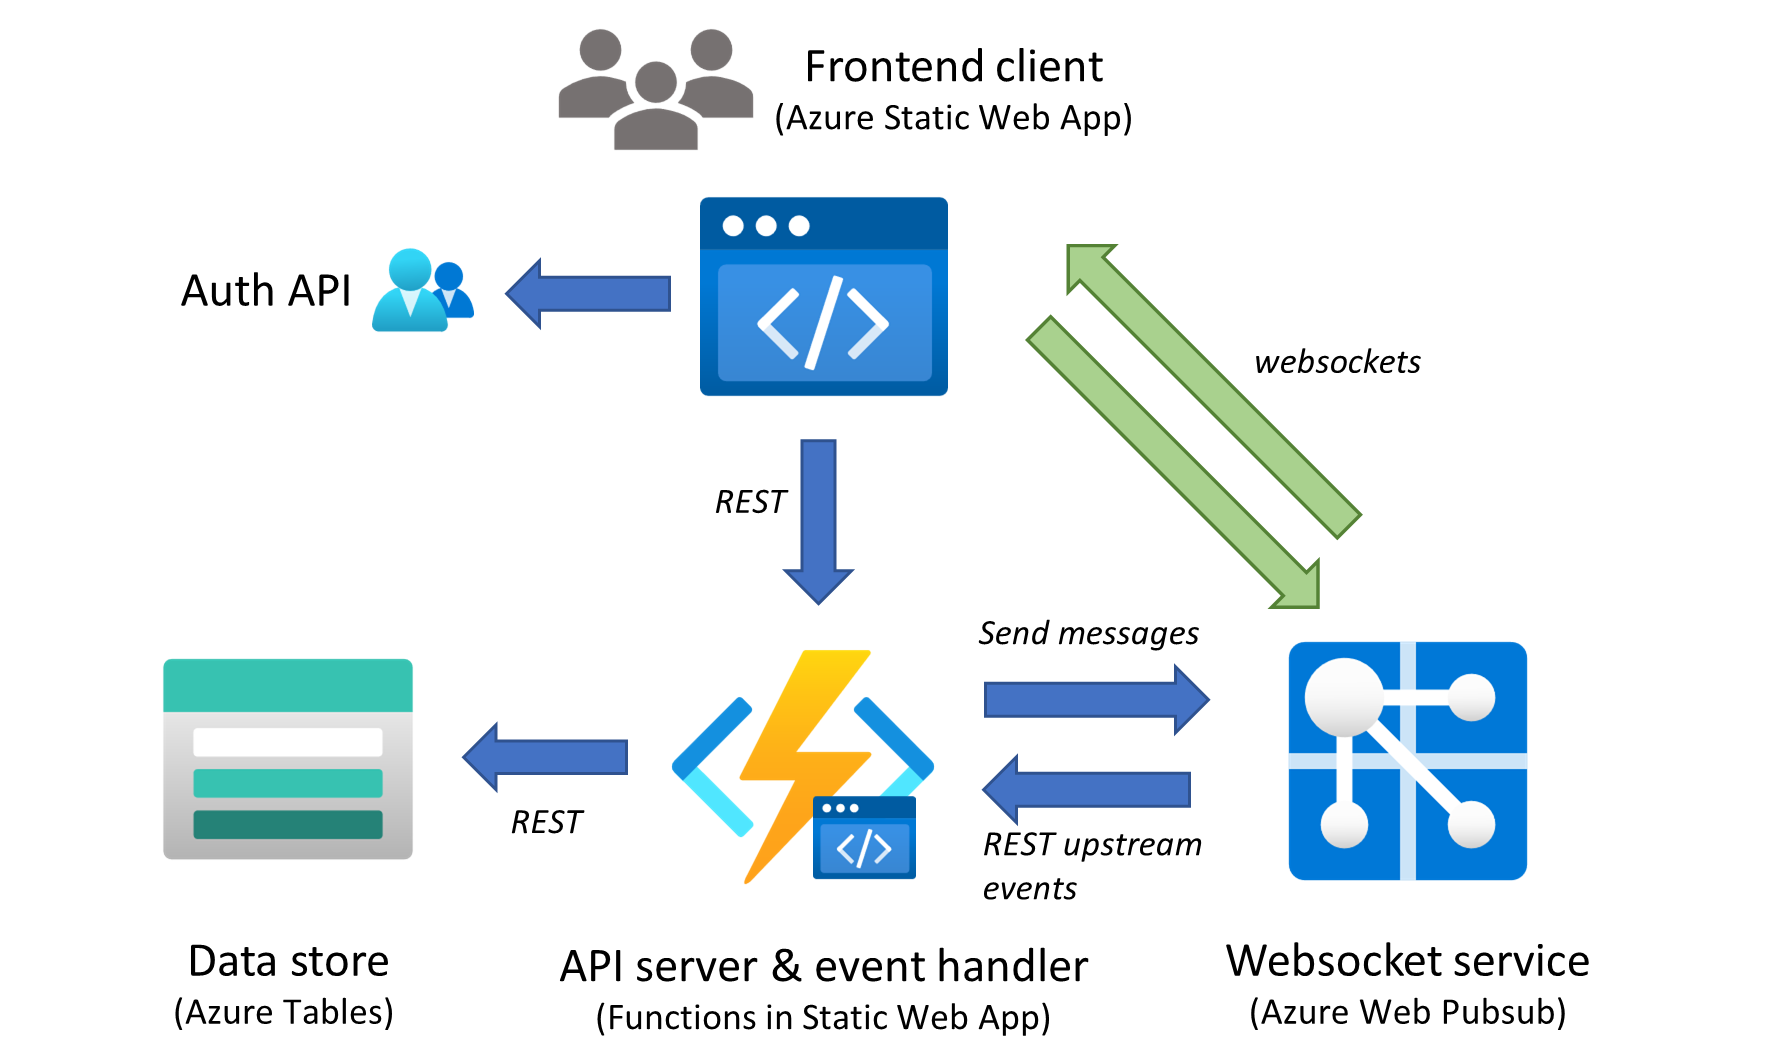 Frontend client
(Azure Static Web App)
Auth API
websockets
REST
Send messages
REST
REST upstream
events
Data store
(Azure Tables)
API server & event handler
(Functions in Static Web App)
Websocket service
(Azure Web Pubsub)